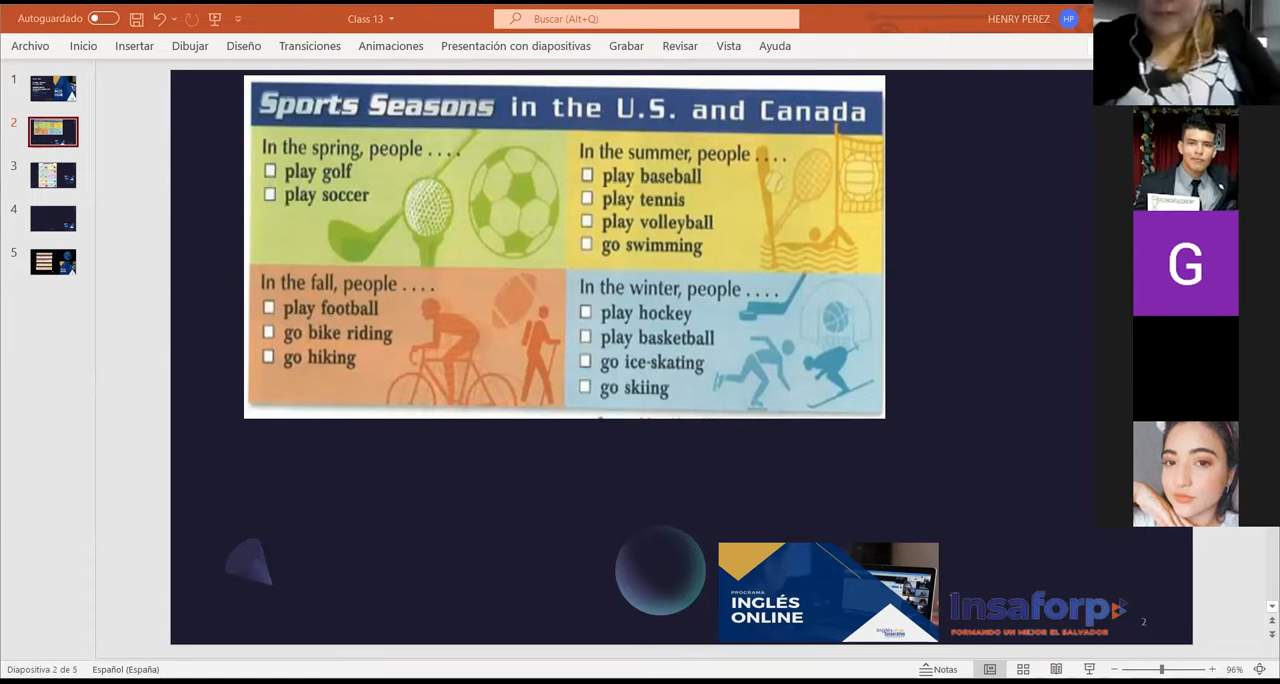 Autoguardado
Class 13
Buscar (Alt+Q)
HENRY PEREZ
HP
Archivo
Inicio
Insertar
Dibujar
Diseño
Transiciones
Animaciones
Presentación con diapositivas
Grabar
Revisar
Vista
Ayuda
1
2
3
4
5
Sports Seasons in the U.S. and Canada
In the spring, people . . . .
play golf
play soccer
In the summer, people . . . .
play baseball
play tennis
play volleyball
go swimming
In the fall, people . . . .
play football
go bike riding
go hiking
In the winter, people . . . .
play hockey
play basketball
go ice-skating
go skiing
PROGRAMA
INGLÉS
ONLINE
Insaforp
FORMANDO UN MEJOR EL SALVADOR
2
G
Diapositiva 2 de 5
Español (España)
Notas
96%